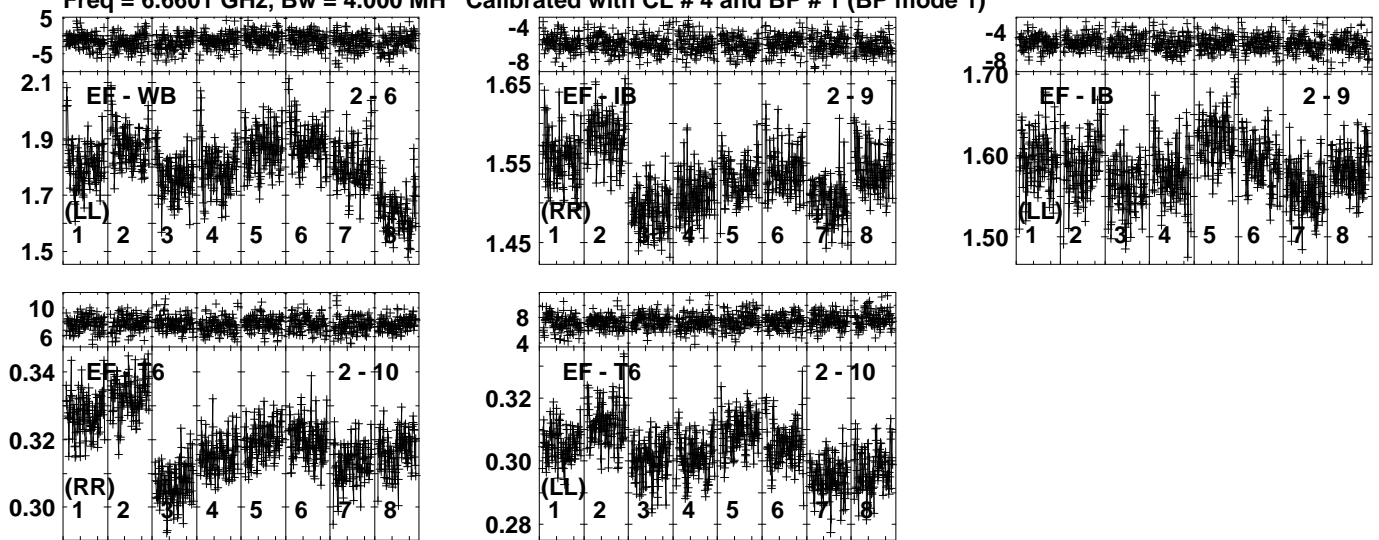 Freq = 6.6601 GHz, Bw = 4.000 MH Calibrated with CL # 4 and BP # 1 (BP mode 1)
5
-5
2.1
1.9
1.7
1.5
EF - WB 2 - 6
(LL)
1 2 3 4 5 6 7 8
-4
-8
1.65
1.55
1.45
EF - IB 2 - 9
(RR)
1 2 3 4 5 6 7 8
-4
-8
1.70
1.60
1.50
EF - IB 2 - 9
(LL)
1 2 3 4 5 6 7 8
10
6
0.34
0.32
0.30
EF - T6 2 - 10
(RR)
1 2 3 4 5 6 7 8
8
4
0.32
0.30
0.28
EF - T6 2 - 10
(LL)
1 2 3 4 5 6 7 8